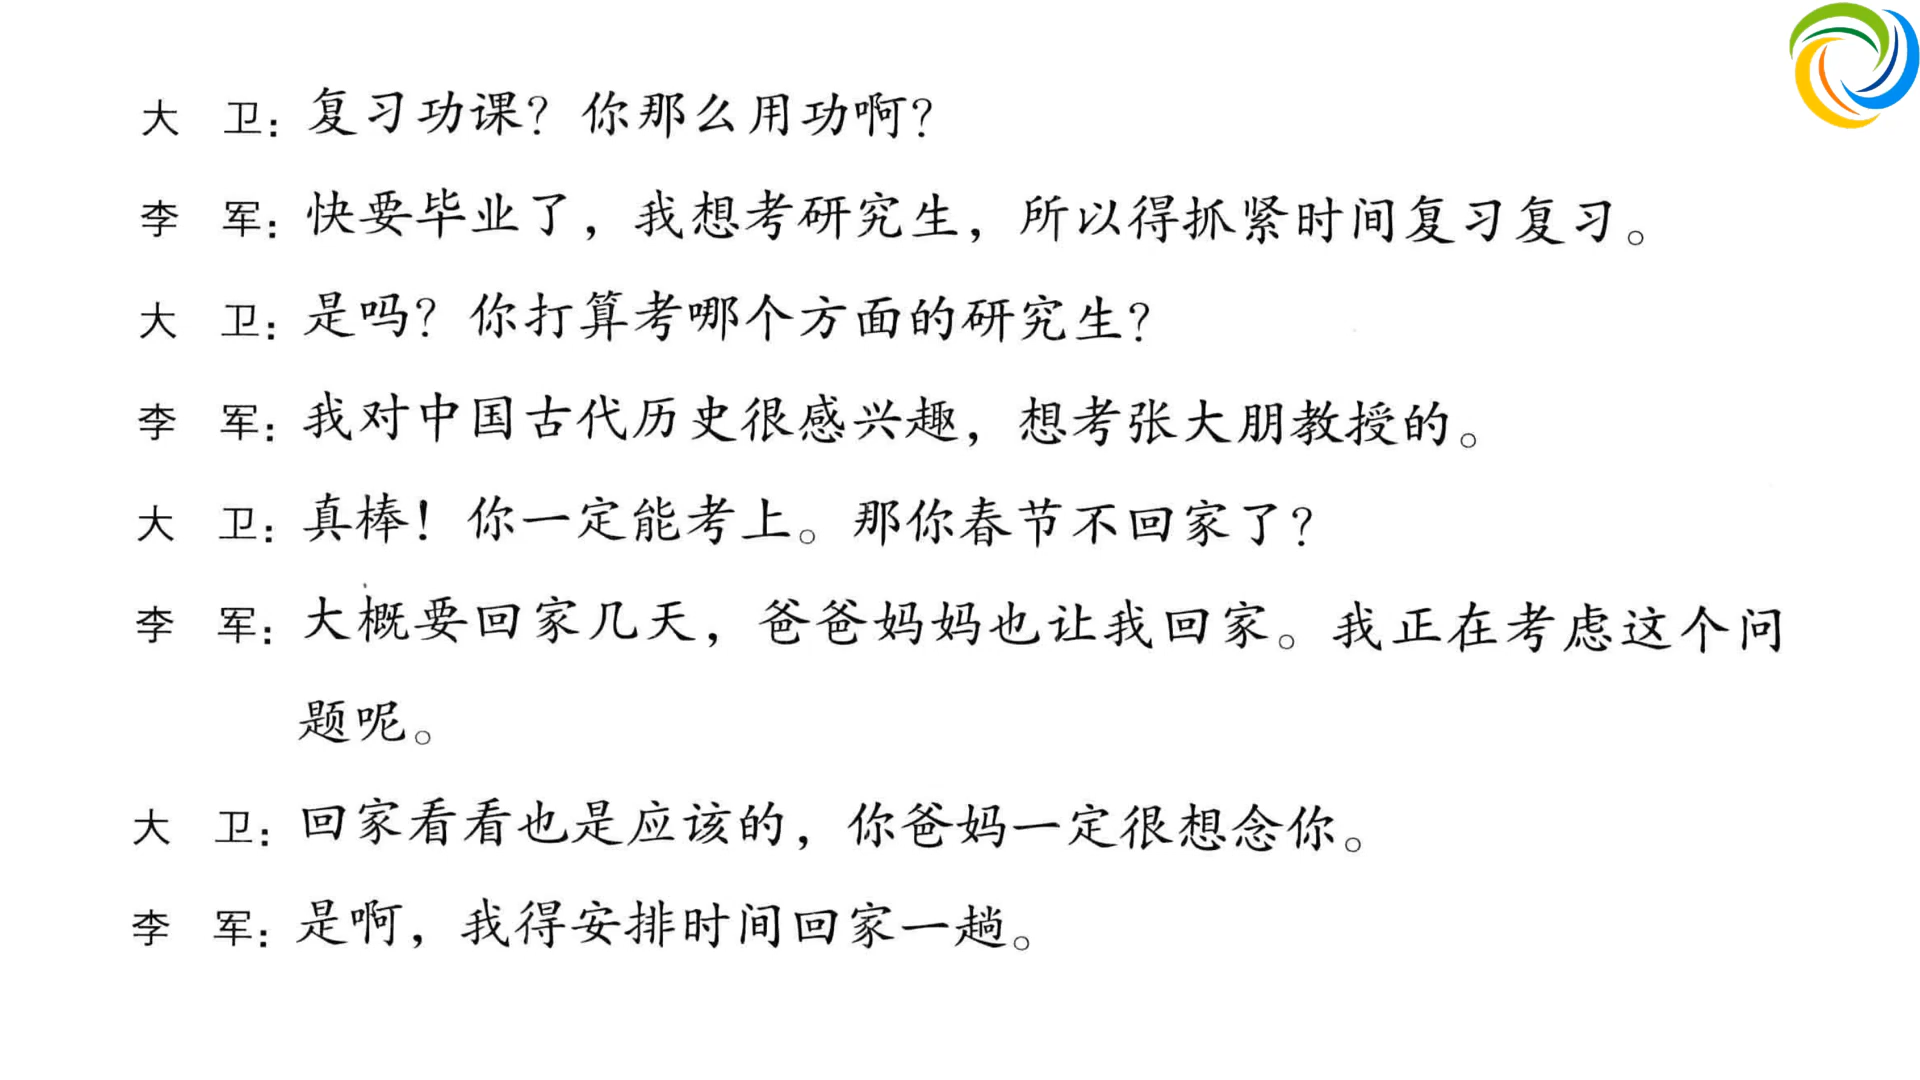 大　卫：复习功课？你那么用功啊？
李　军：快要毕业了，我想考研究生，所以得抓紧时间复习复习。
大　卫：是吗？你打算考哪个方面的研究生？
李　军：我对中国古代历史很感兴趣，想考张大朋教授的。
大　卫：真棒！你一定能考上。那你春节不回家了？
李　军：大概要回家几天，爸爸妈妈也让我回家。我正在考虑这个问
题呢。
大　卫：回家看看也是应该的，你爸妈一定很想念你。
李　军：是啊，我得安排时间回家一趟。